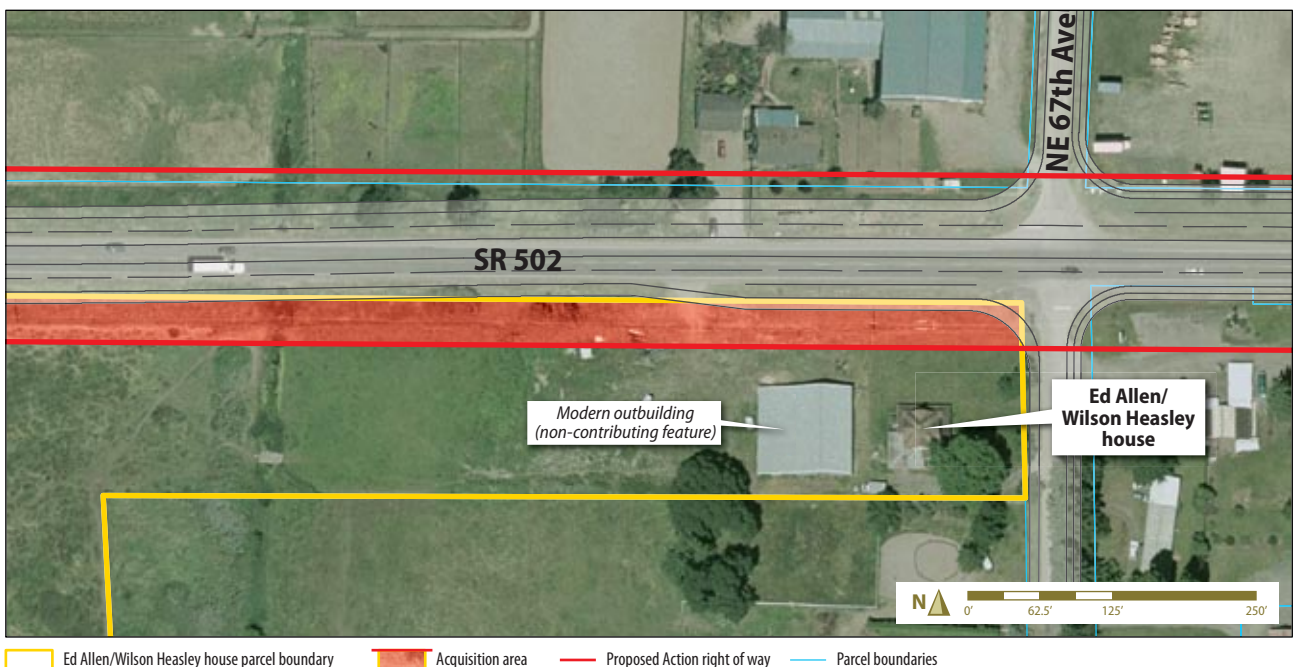 NE 67th Ave
SR 502
Modern outbuilding
(non-contributing feature)
Ed Allen/
Wilson Heasley
house
N
0' 62.5' 125' 250'
Ed Allen/Wilson Heasley house parcel boundary Acquisition area Proposed Action right of way Parcel boundaries